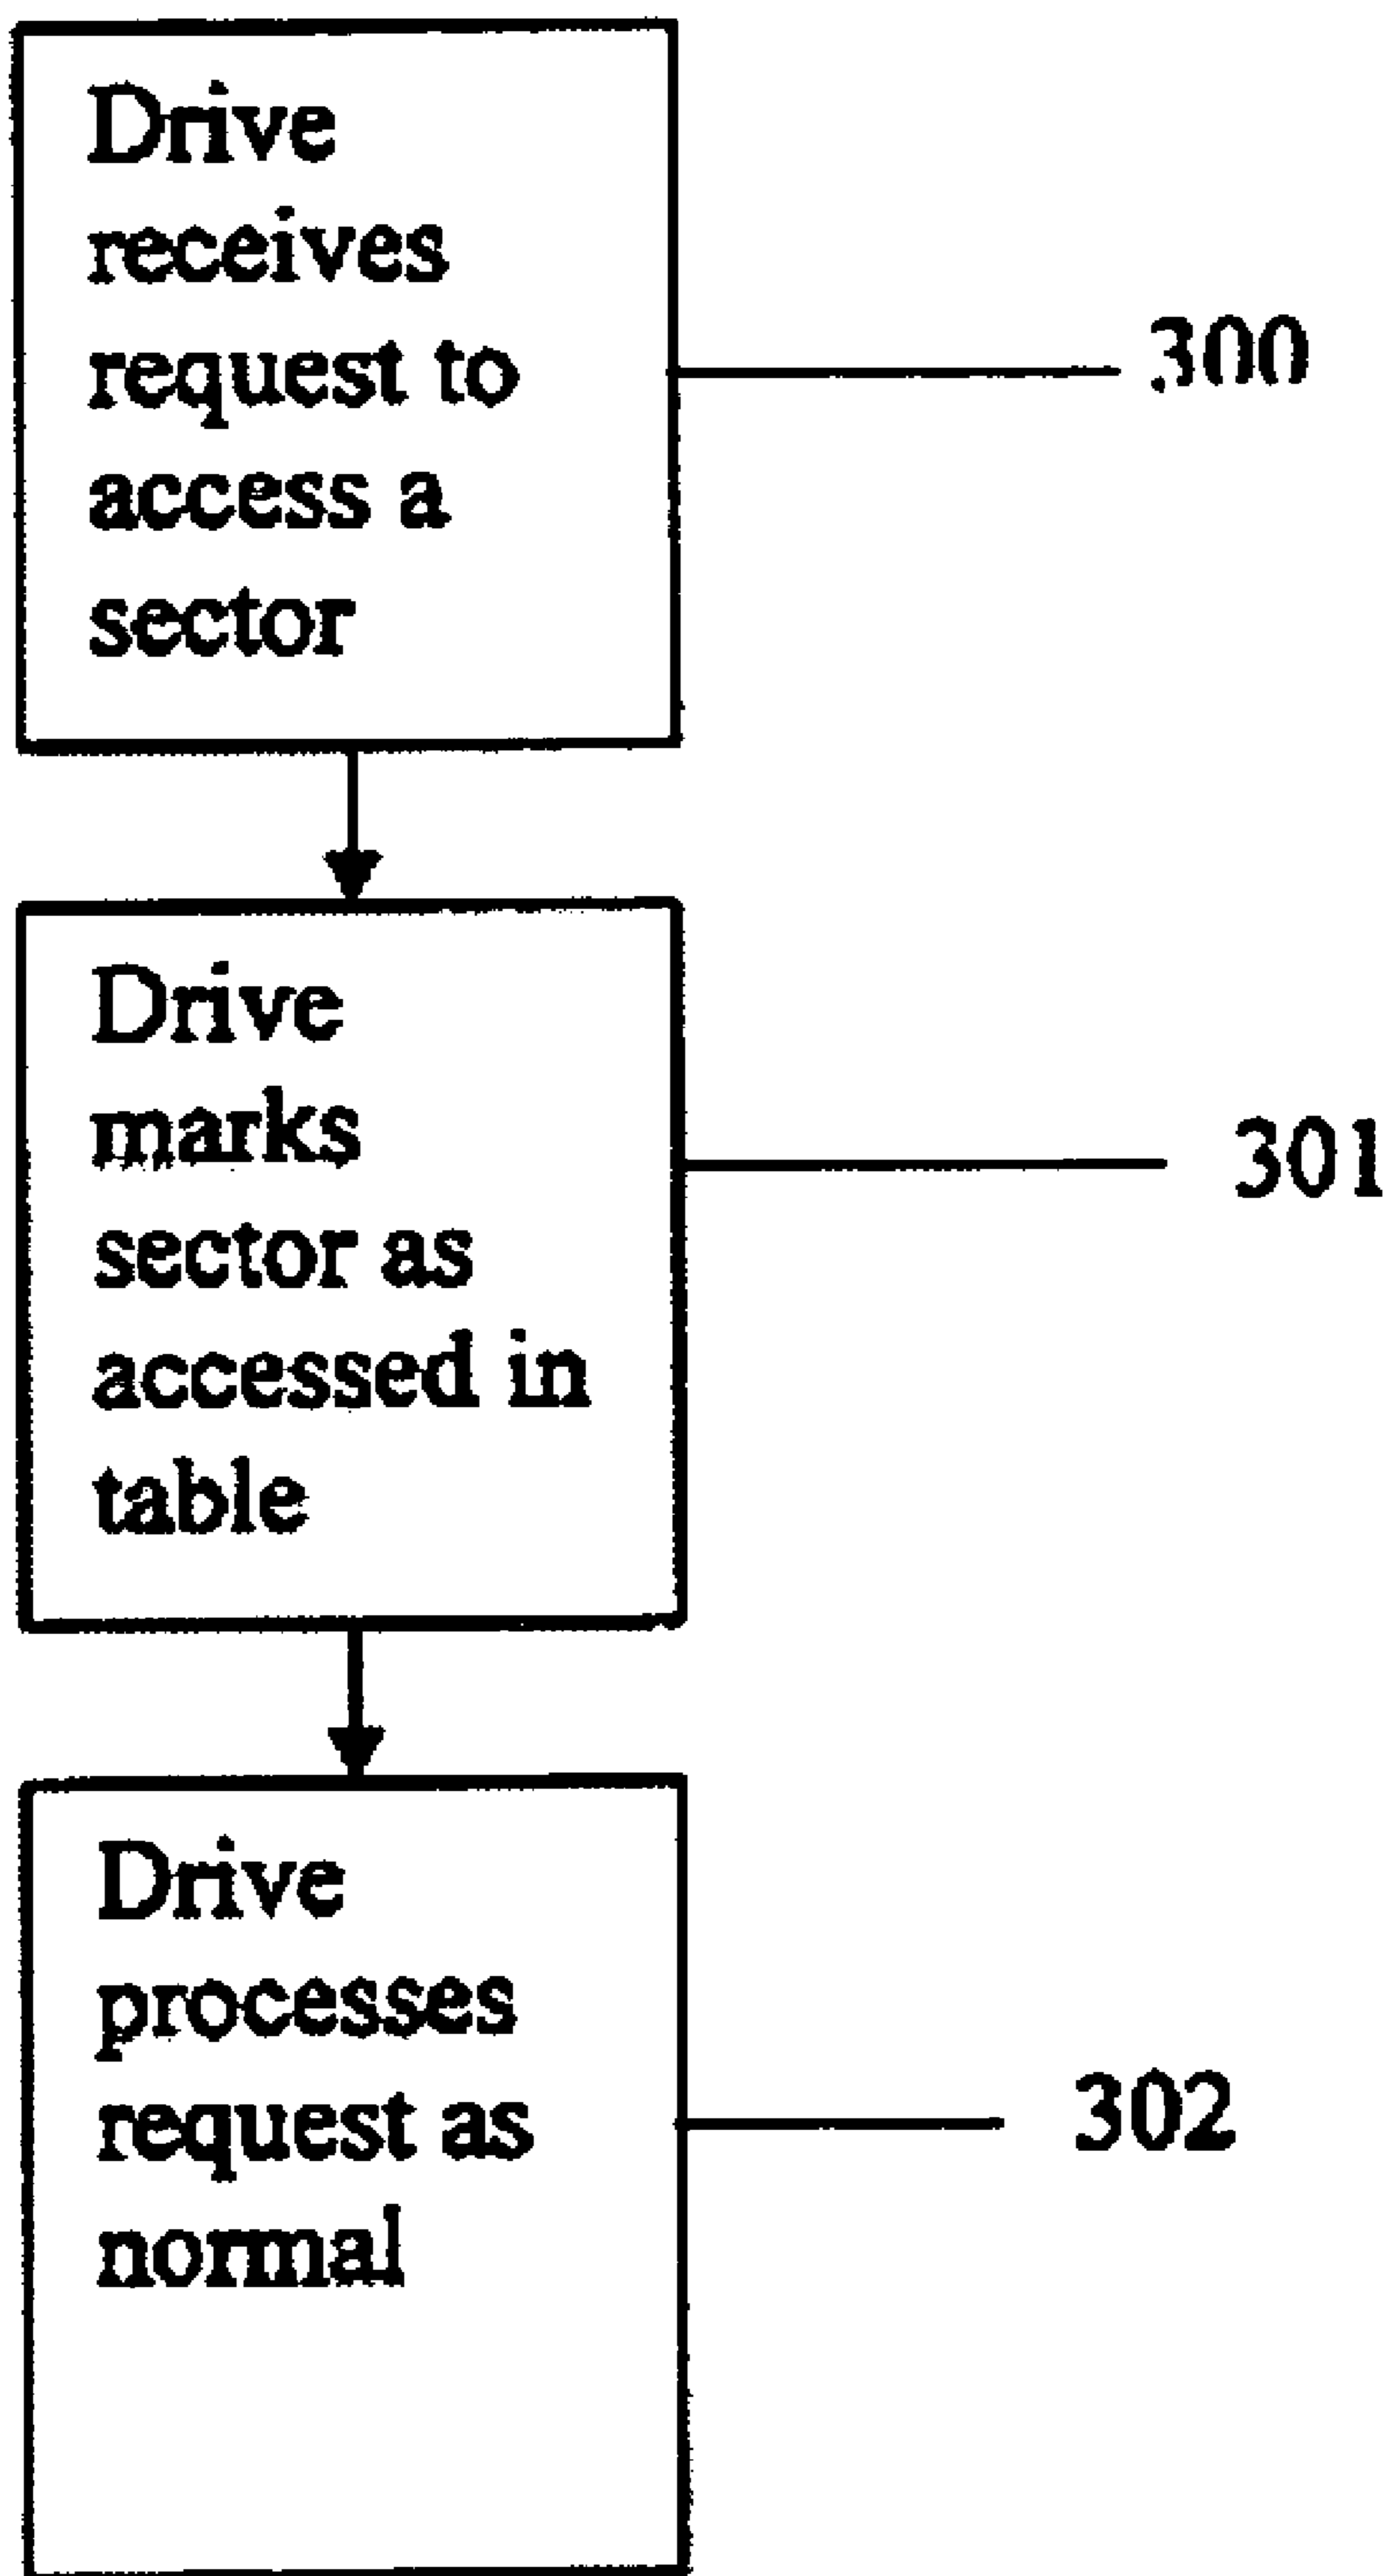 Drive
receives
request to
access a
sector
300
Drive
marks
sector as
accessed in
table
301
Drive
processes
request as
normal
302